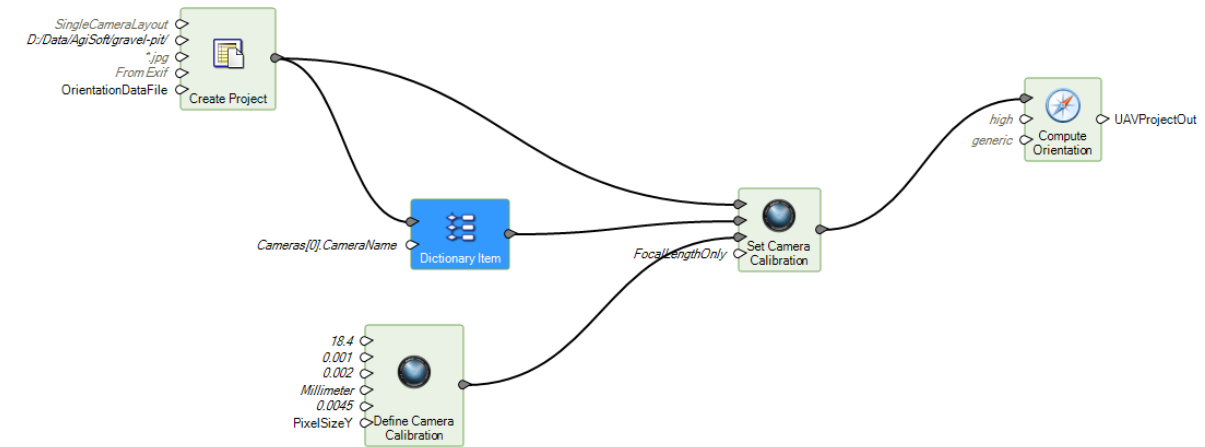 SingleCameraLayout
D:/Data/AgiSoft/gravel-pit/
*.jpg
From Exif
OrientationDataFile
Create Project
high
generic
Compute
Orientation
UAVProjectOut
Cameras[0].CameraName
Dictionary Item
FocalLengthOnly
Set Camera
Calibration
18.4
0.001
0.002
Millimeter
0.0045
PixelSizeY
Define Camera
Calibration